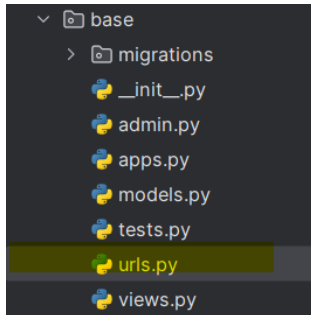 base
migrations
__init__.py
admin.py
apps.py
models.py
tests.py
urls.py
views.py